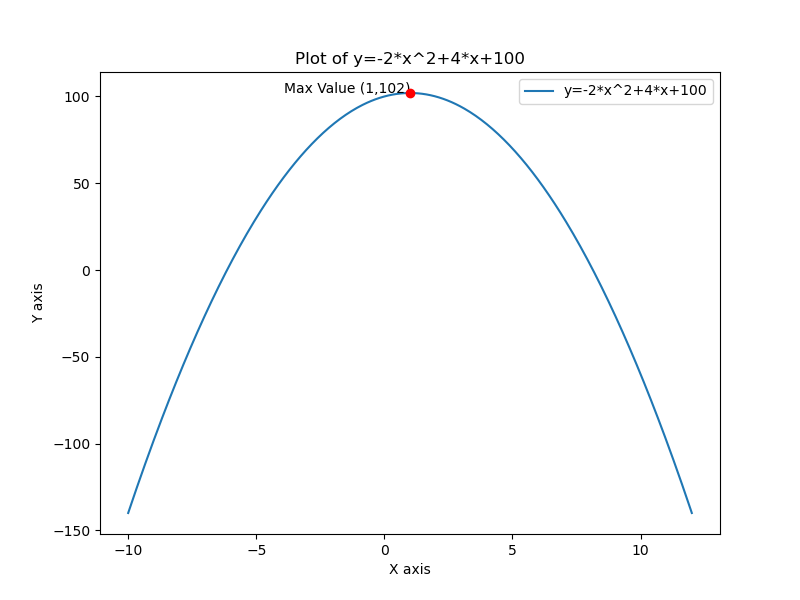 Plot of y=-2*x^2+4*x+100
Max Value (1,102)
y=-2*x^2+4*x+100
100
50
0
−50
−100
−150
Y axis
−10
−5
0
5
10
X axis